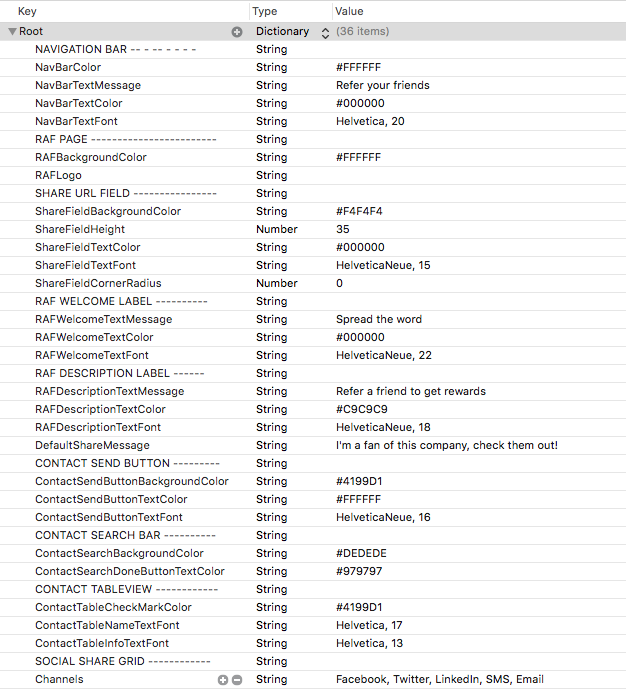 Key Type Value
Root Dictionary (36 items)
NAVIGATION BAR -- - -- - - - - String
NavBarColor String #FFFFFF
NavBarTextMessage String Refer your friends
NavBarTextColor String #000000
NavBarTextFont String Helvetica, 20
RAF PAGE ------------------------ String
RAFBackgroundColor String #FFFFFF
RAFLogo String
SHARE URL FIELD ---------------- String
ShareFieldBackgroundColor String #F4F4F4
ShareFieldHeight Number 35
ShareFieldTextColor String #000000
ShareFieldTextFont String HelveticaNeue, 15
ShareFieldCornerRadius Number 0
RAF WELCOME LABEL ---------- String
RAFWelcomeTextMessage String Spread the word
RAFWelcomeTextColor String #000000
RAFWelcomeTextFont String HelveticaNeue, 22
RAF DESCRIPTION LABEL ------ String
RAFDescriptionTextMessage String Refer a friend to get rewards
RAFDescriptionTextColor String #C9C9C9
RAFDescriptionTextFont String HelveticaNeue, 18
DefaultShareMessage String I'm a fan of this company, check them out!
CONTACT SEND BUTTON --------- String
ContactSendButtonBackgroundColor String #4199D1
ContactSendButtonTextColor String #FFFFFF
ContactSendButtonTextFont String HelveticaNeue, 16
CONTACT SEARCH BAR ---------- String
ContactSearchBackgroundColor String #DEDEDE
ContactSearchDoneButtonTextColor String #979797
CONTACT TABLEVIEW ------------ String
ContactTableCheckMarkColor String #4199D1
ContactTableNameTextFont String Helvetica, 17
ContactTableInfoTextFont String Helvetica, 13
SOCIAL SHARE GRID ------------ String
Channels String Facebook, Twitter, LinkedIn, SMS, Email